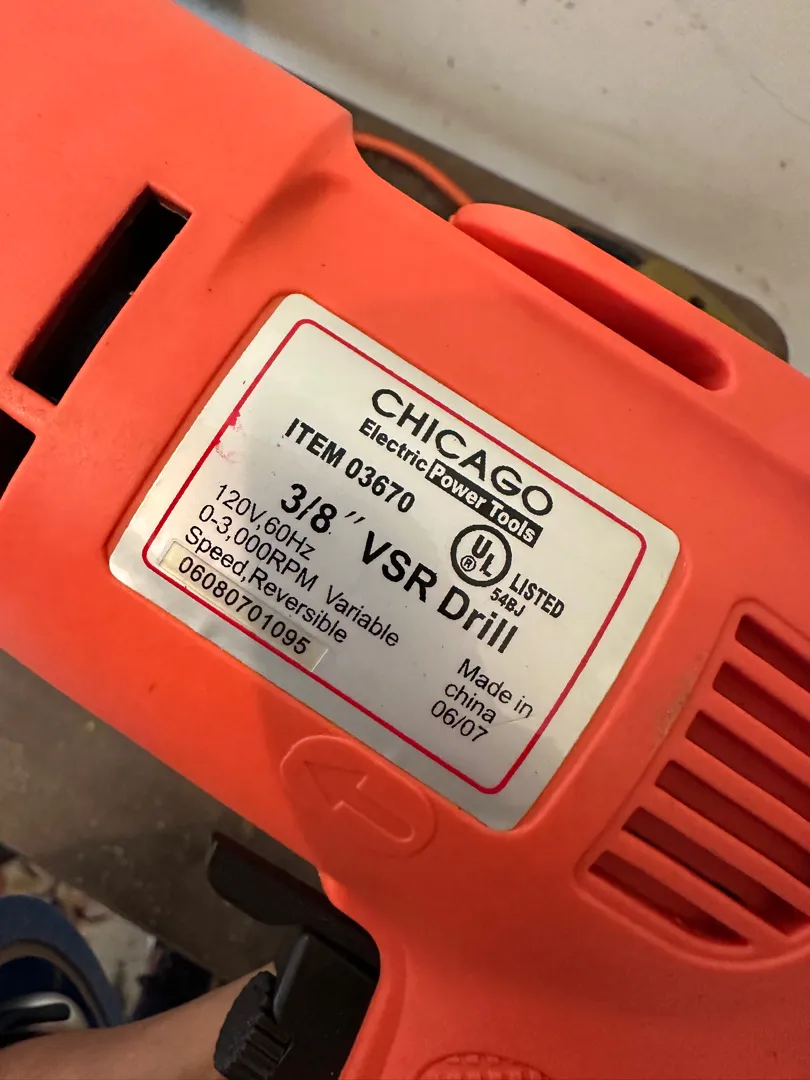 CHICAGO
Electric Power Tools
ITEM 03670
3/8 ″ VSR Drill
UL
®
LISTED
54BJ
120V,60Hz
0-3,000RPM Variable
Speed,Reversible
06080701095
Made in
china
06/07